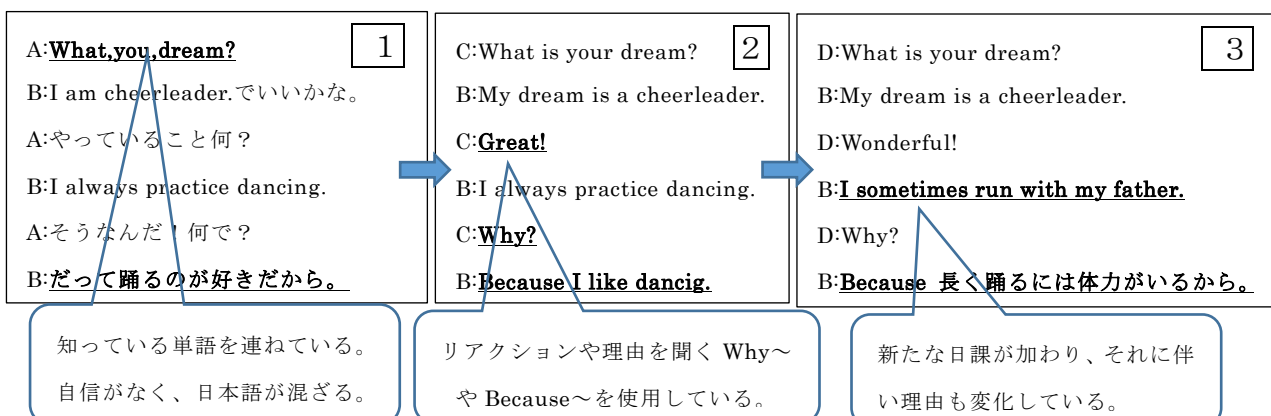 1
A:What,you,dream?
B:I am cheerleader.でいいかな。
A:やっていること何？
B:I always practice dancing.
A:そうなんだ！何で？
B:だって踊るのが好きだから。
知っている単語を連ねている。
自信がなく、日本語が混ざる。
2
C:What is your dream?
B:My dream is a cheerleader.
C:Great!
B:I always practice dancing.
C:Why?
B:Because I like dancig.
リアクションや理由を聞く Why～
や Because～を使用している。
3
D:What is your dream?
B:My dream is a cheerleader.
D:Wonderful!
B:I sometimes run with my father.
D:Why?
B:Because 長く踊るには体力がいるから。
新たな日課が加わり、それに伴
い理由も変化している。